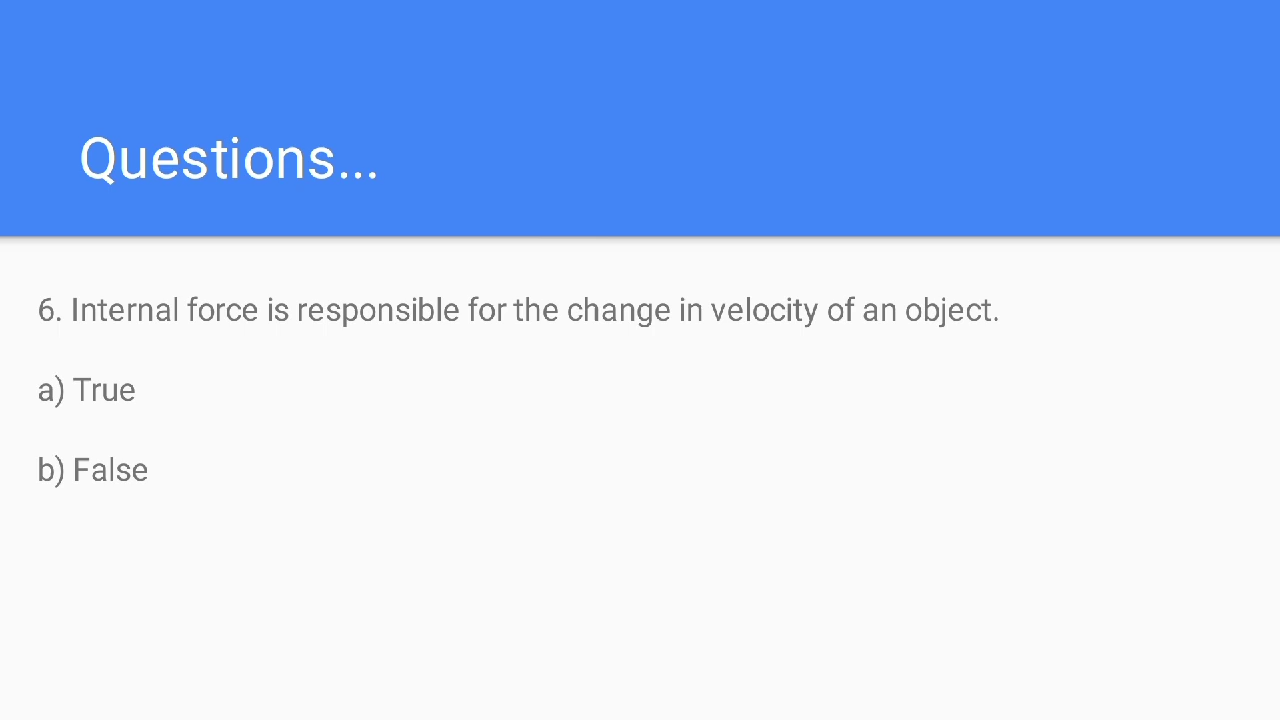 Questions...
6. Internal force is responsible for the change in velocity of an object.
a) True
b) False